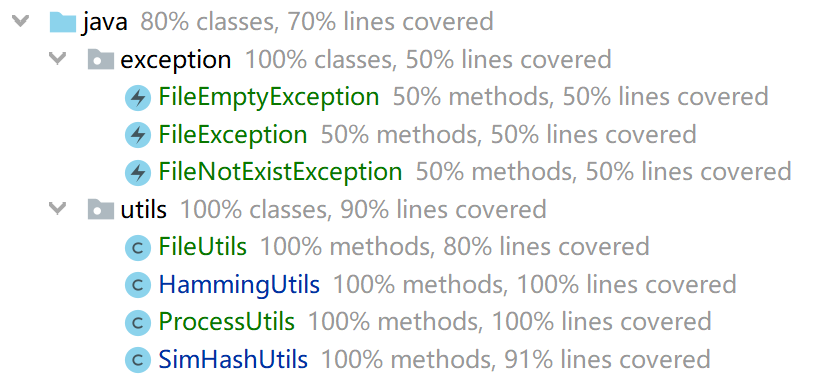 java 80% classes, 70% lines covered
exception 100% classes, 50% lines covered
FileEmptyException 50% methods, 50% lines covered
FileException 50% methods, 50% lines covered
FileNotExistException 50% methods, 50% lines covered
utils 100% classes, 90% lines covered
C FileUtils 100% methods, 80% lines covered
C HammingUtils 100% methods, 100% lines covered
C ProcessUtils 100% methods, 100% lines covered
C SimHashUtils 100% methods, 91% lines covered